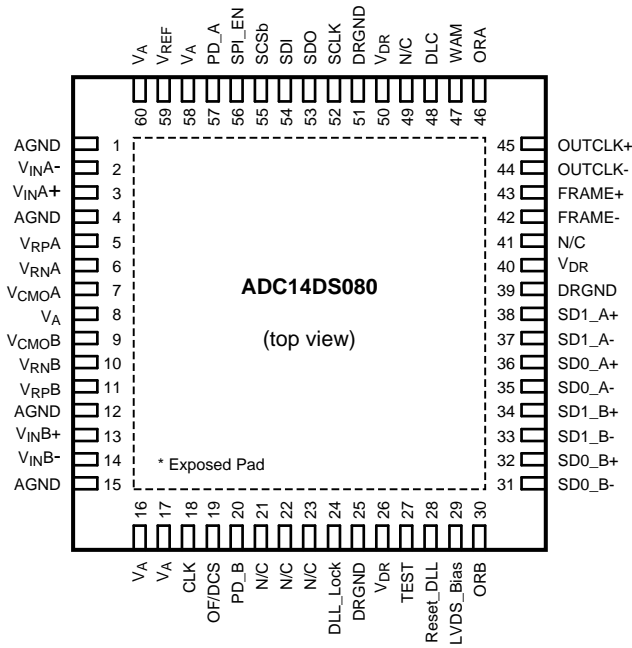 VA VREF VA PD_A SPI_EN SCSb SDI SDO SCLK DRGND VDR N/C DLC WAM ORA
60 59 58 57 56 55 54 53 52 51 50 49 48 47 46
AGND 1
VINA- 2
VINA+ 3
AGND 4
VRPA 5
VRNA 6
VCMOA 7
VA 8
VCMOB 9
VRNB 10
VRPB 11
AGND 12
VINB+ 13
VINB- 14
AGND 15
ADC14DS080
(top view)
* Exposed Pad
45 OUTCLK+
44 OUTCLK-
43 FRAME+
42 FRAME-
41 N/C
40 VDR
39 DRGND
38 SD1_A+
37 SD1_A-
36 SD0_A+
35 SD0_A-
34 SD1_B+
33 SD1_B-
32 SD0_B+
31 SD0_B-
16 17 18 19 20 21 22 23 24 25 26 27 28 29 30
VA VA CLK OF/DCS PD_B N/C N/C N/C DLL_Lock DRGND VDR TEST Reset_DLL LVDS_Bias ORB